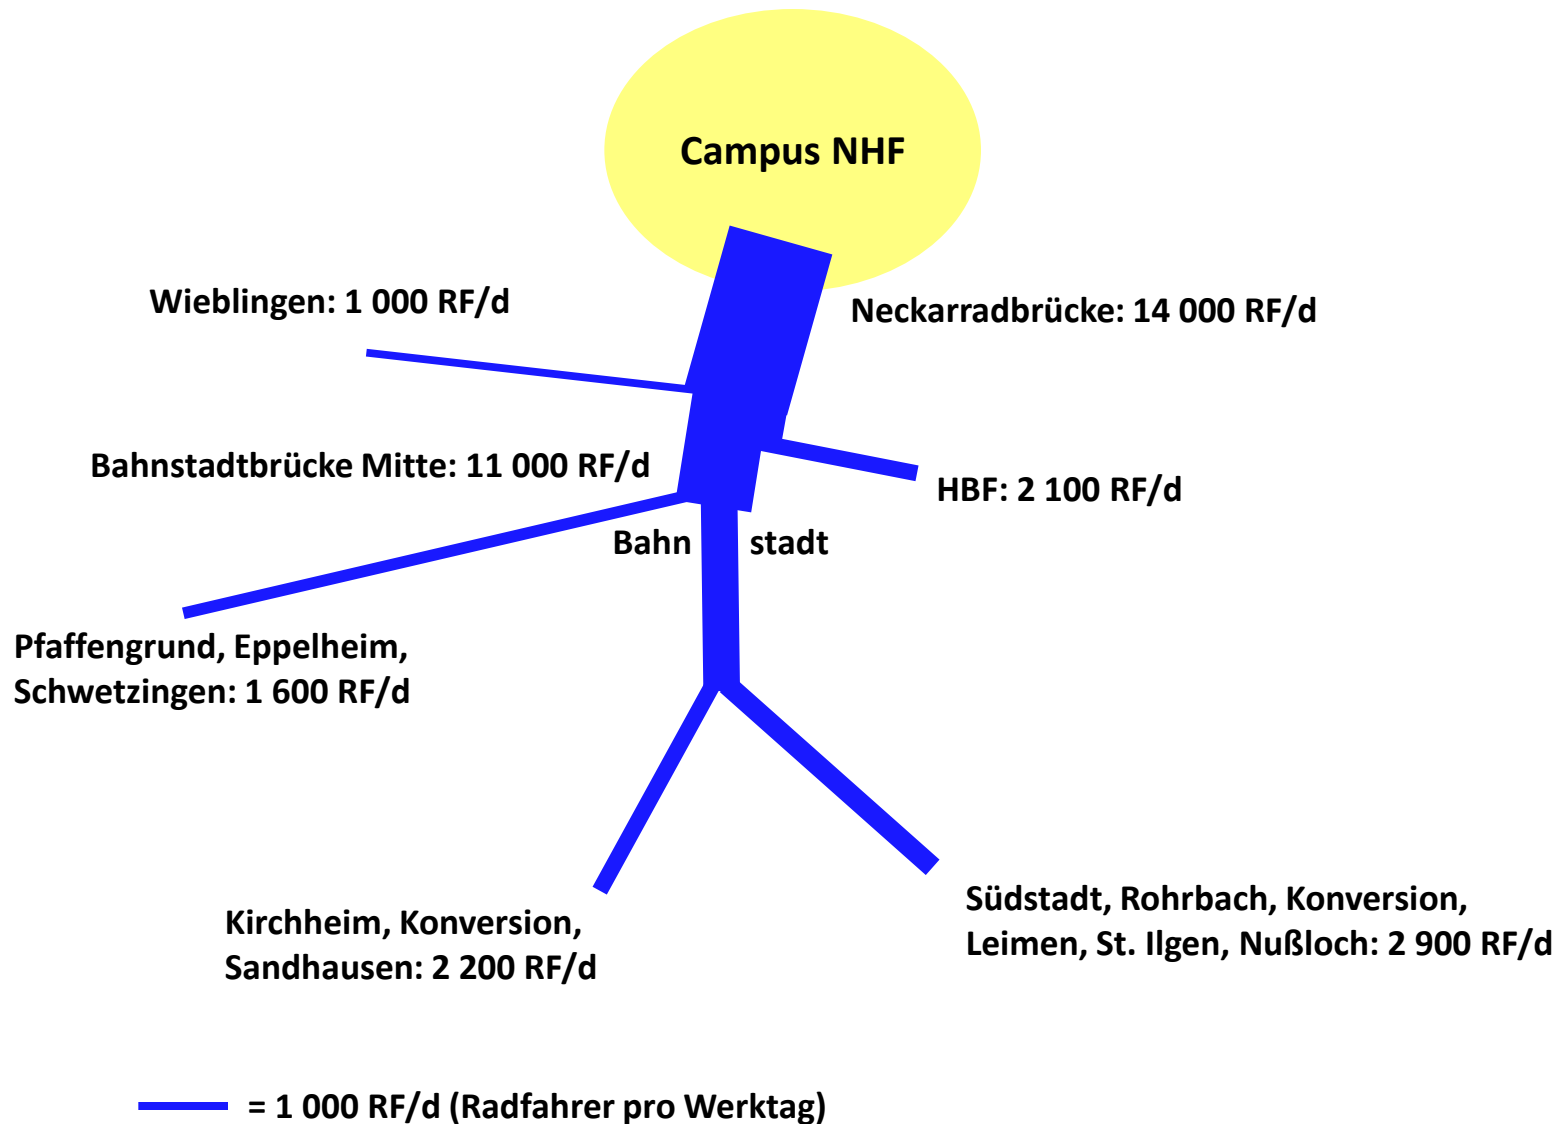 Campus NHF
Wieblingen: 1 000 RF/d
Neckarradbrücke: 14 000 RF/d
Bahnstadtbrücke Mitte: 11 000 RF/d
HBF: 2 100 RF/d
Bahn stadt
Pfaffengrund, Eppelheim,
Schwetzingen: 1 600 RF/d
Kirchheim, Konversion,
Sandhausen: 2 200 RF/d
Südstadt, Rohrbach, Konversion,
Leimen, St. Ilgen, Nußloch: 2 900 RF/d
= 1 000 RF/d (Radfahrer pro Werktag)